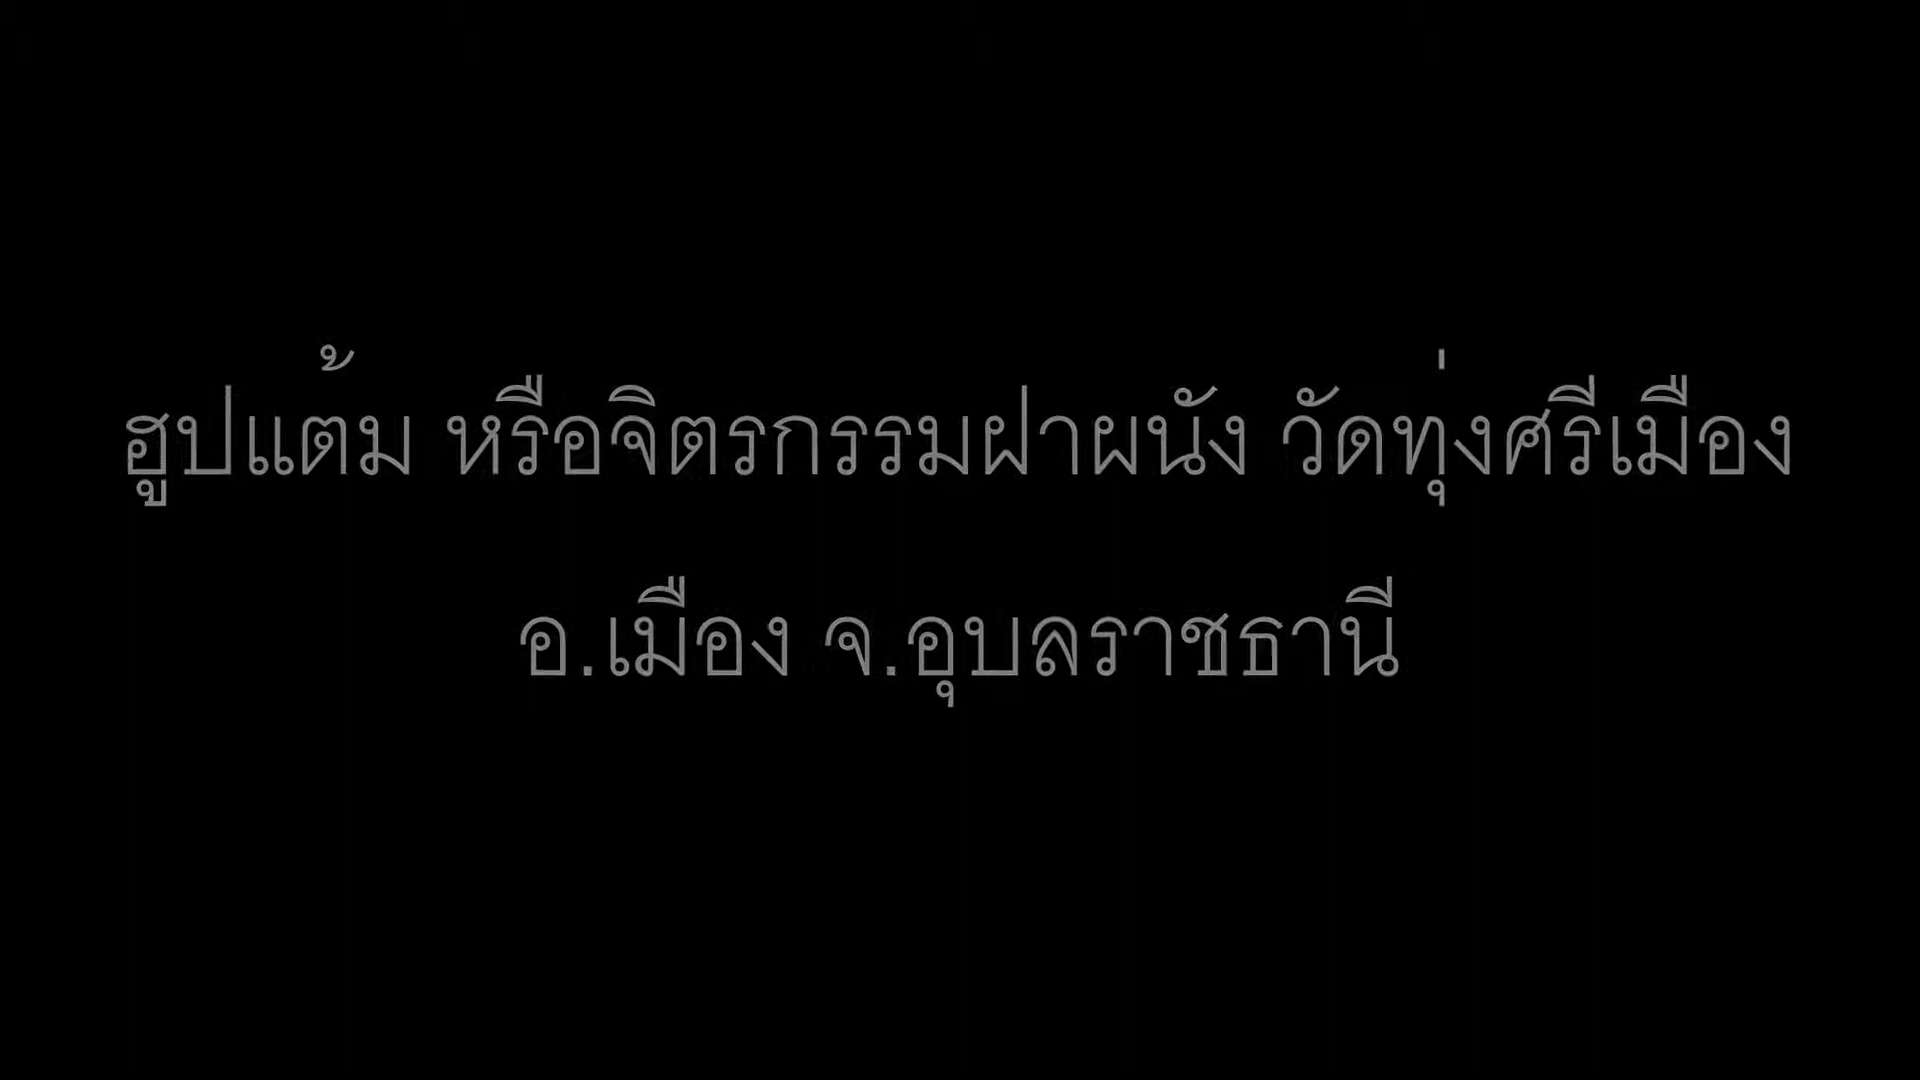 ฮูปแต้ม หรือจิตรกรรมฝาผนัง วัดทุ่งศรีเมือง
อ.เมือง จ.อุบลราชธานี